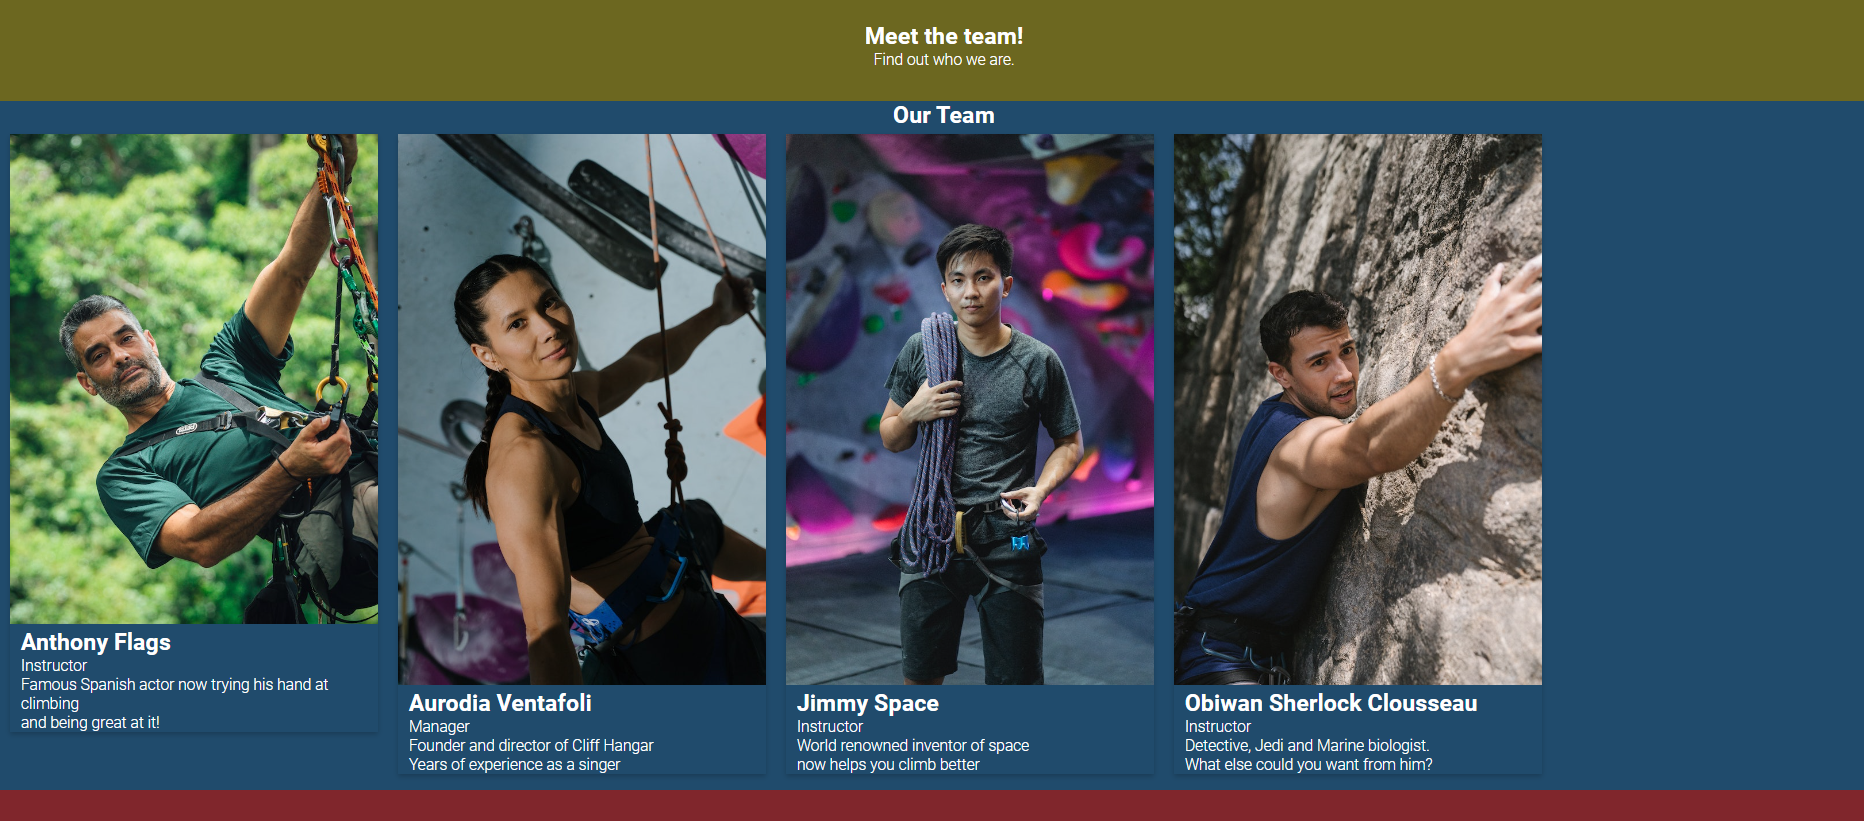 Meet the team!
Find out who we are.
Our Team
Anthony Flags
Instructor
Famous Spanish actor now trying his hand at
climbing
and being great at it!
Aurodia Ventafoli
Manager
Founder and director of Cliff Hangar
Years of experience as a singer
Jimmy Space
Instructor
World renowned inventor of space
now helps you climb better
Obiwan Sherlock Clousseau
Instructor
Detective, Jedi and Marine biologist.
What else could you want from him?